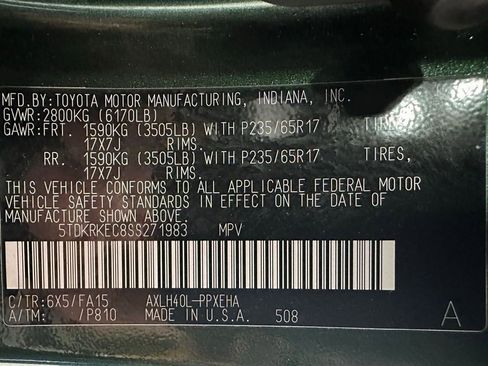 MFD.BY:TOYOTA MOTOR MANUFACTURING, INDIANA, INC.
GVWR:2800KG (6170LB)
GAWR:FRT. 1590KG (3505LB) WITH P235/65R17 TIRES,
17X7J RIMS.
RR. 1590KG (3505LB) WITH P235/65R17 TIRES,
17X7J RIMS.
THIS VEHICLE CONFORMS TO ALL APPLICABLE FEDERAL MOTOR
VEHICLE SAFETY STANDARDS IN EFFECT ON THE DATE OF
MANUFACTURE SHOWN ABOVE.
5TDKRKEC8SS271983 MPV
C/TR:6X5/FA15 AXLH40L-PPXEHA
A/TM: /P810 MADE IN U.S.A. 508 A